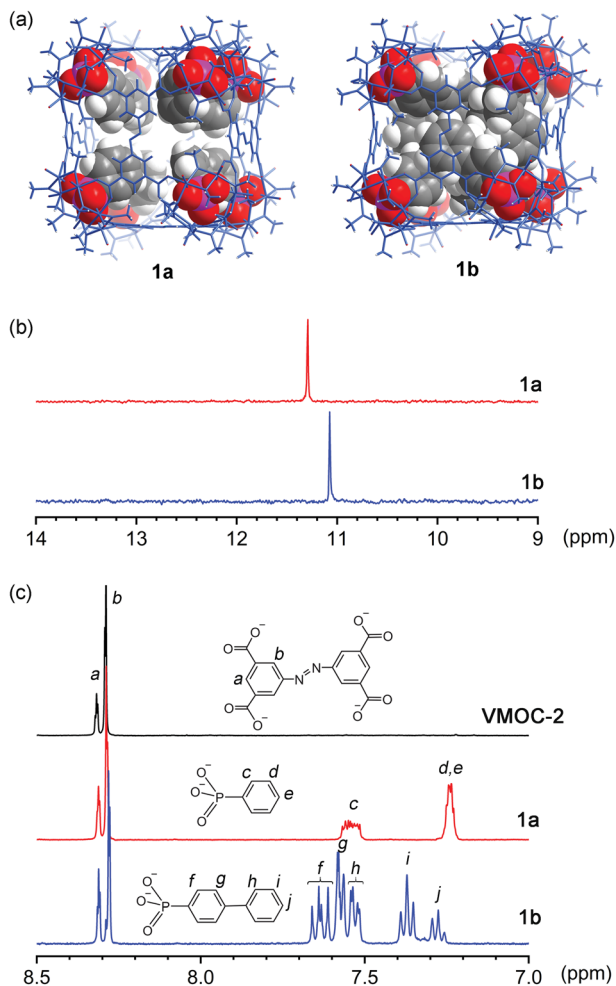 (a)
1a
1b
(b)
1a
1b
14 13 12 11 10 9 (ppm)
(c)
b
a
O⁻ O⁻
O O
b
N
a N
O O
O⁻ O⁻
VMOC-2
c d
O⁻
⁻O P e
O
c
d,e
1a
g
f g h i
O⁻
⁻O P j
O
f h i
j
1b
8.5 8.0 7.5 7.0 (ppm)